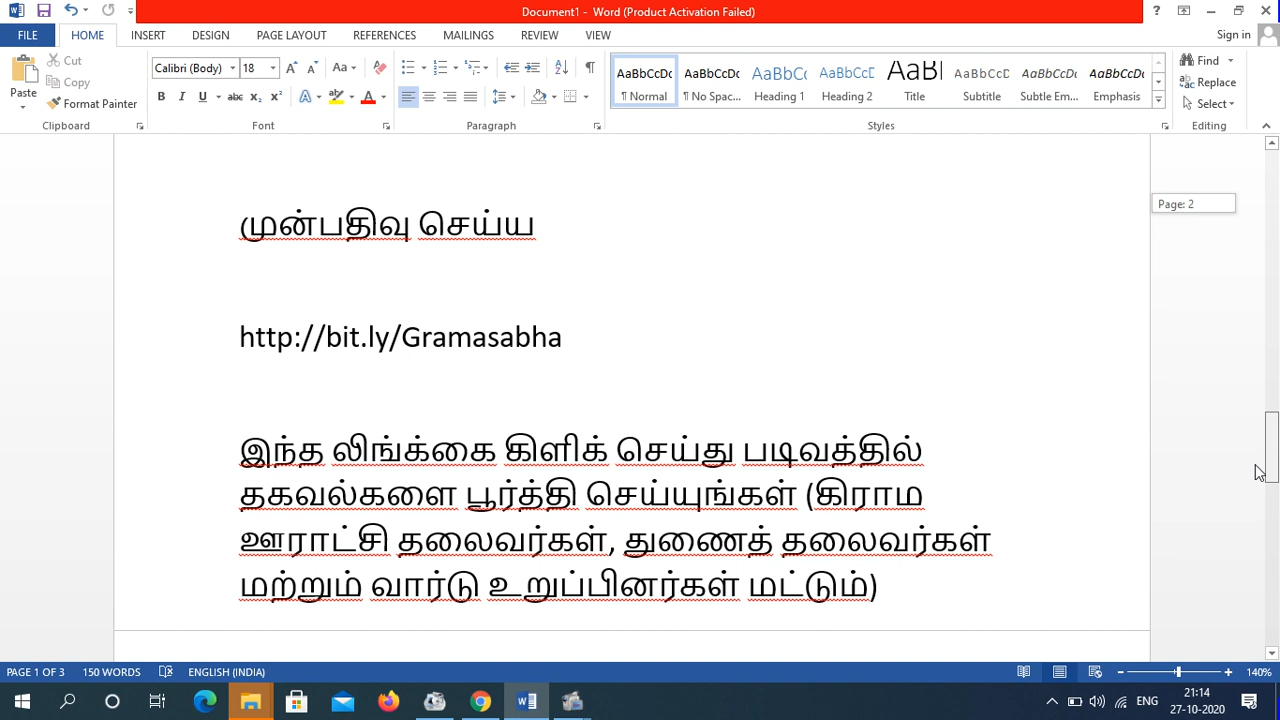 Document1 - Word (Product Activation Failed)
FILE HOME INSERT DESIGN PAGE LAYOUT REFERENCES MAILINGS REVIEW VIEW Sign in
Paste Cut Copy Format Painter
Calibri (Body) 18
AaBbCcDc AaBbCcDc AaBbCc AaBbCcD AaBl AaBbCcD AaBbCcDc AaBbCcDc
¶ Normal ¶ No Spac... Heading 1 Heading 2 Title Subtitle Subtle Em... Emphasis
Find Replace Select
Clipboard Font Paragraph Styles Editing
Page: 2
முன்பதிவு செய்ய
http://bit.ly/Gramasabha
இந்த லிங்க்கை கிளிக் செய்து படிவத்தில்
தகவல்களை பூர்த்தி செய்யுங்கள் (கிராம
ஊராட்சி தலைவர்கள், துணைத் தலைவர்கள்
மற்றும் வார்டு உறுப்பினர்கள் மட்டும்)
PAGE 1 OF 3 150 WORDS ENGLISH (INDIA) 140%
ENG 21:14
27-10-2020